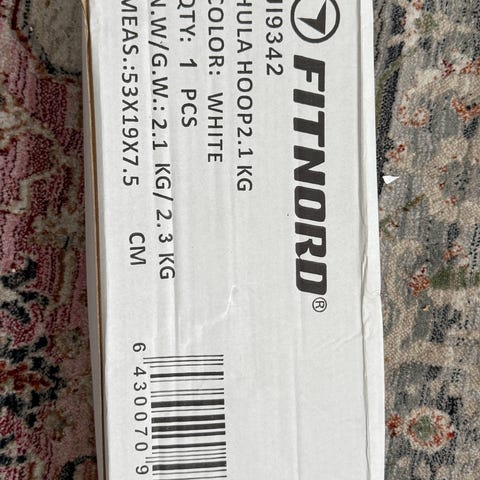 FITNORD®
JI9342
HULA HOOP2.1 KG
COLOR: WHITE
QTY: 1 PCS
N.W/G.W.:2.1 KG/ 2.3 KG
MEAS.:53X19X7.5 CM
6 430070 9